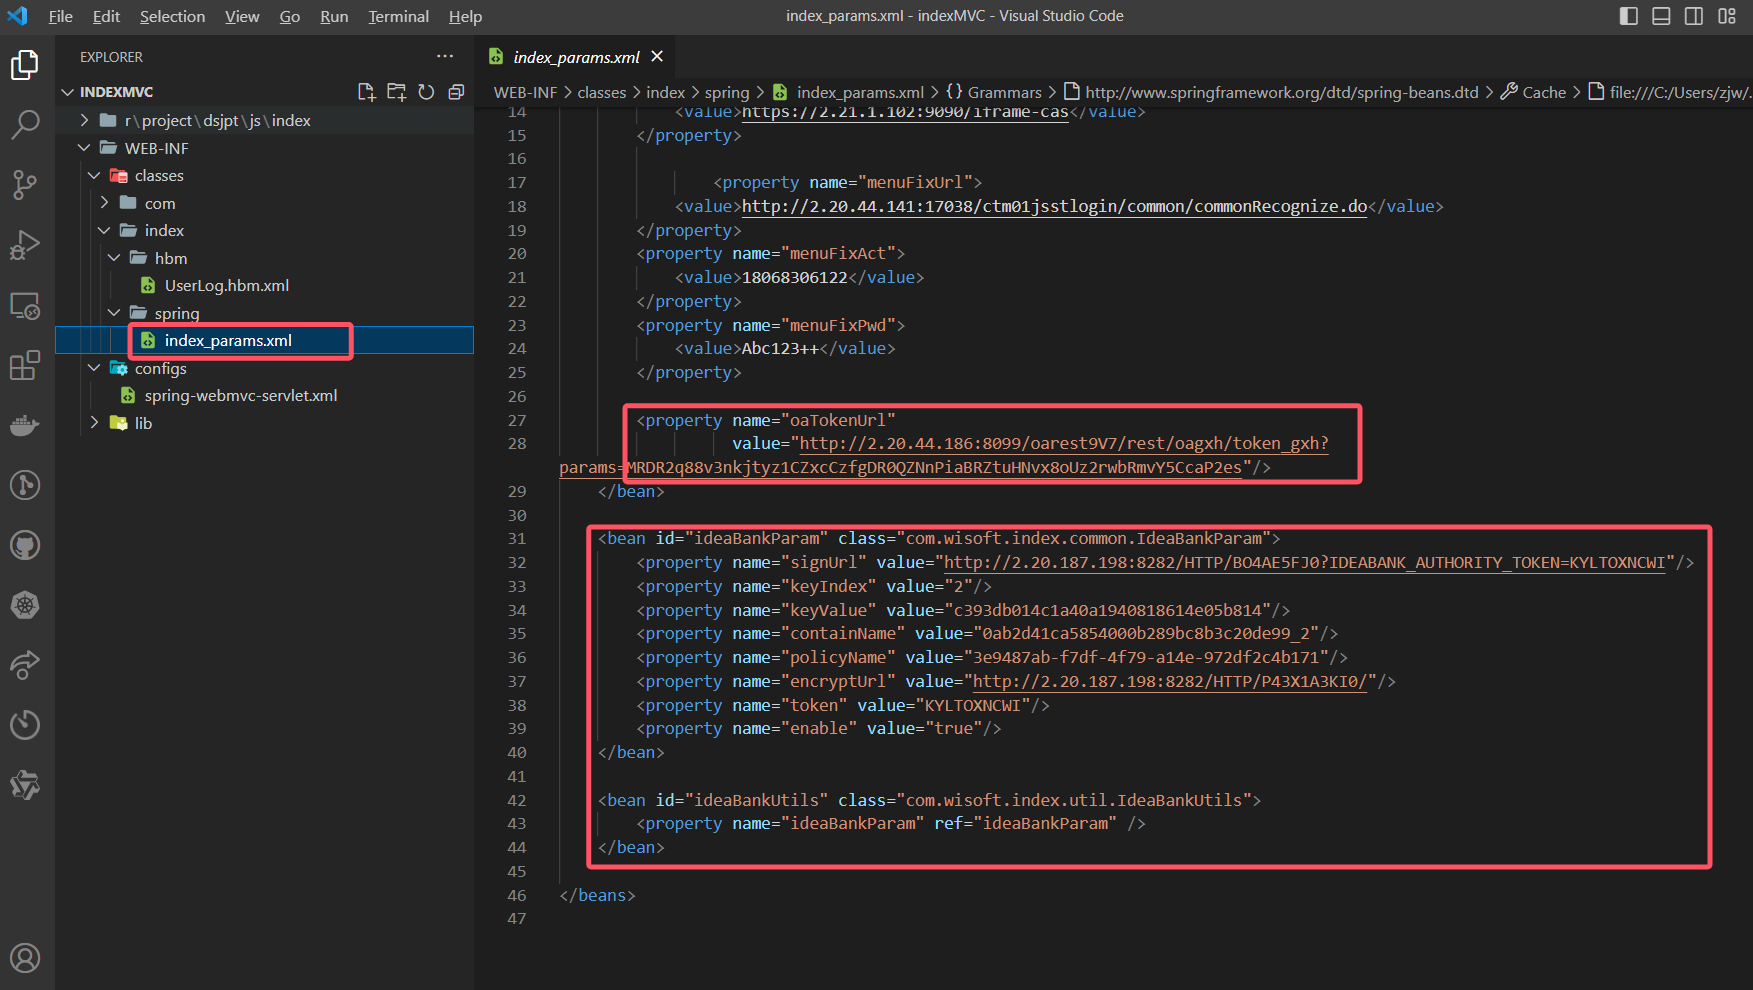 File Edit Selection View Go Run Terminal Help
index_params.xml - indexMVC - Visual Studio Code
EXPLORER
INDEXMVC
r\project\dsjpt\js\index
WEB-INF
classes
com
index
hbm
UserLog.hbm.xml
spring
index_params.xml
configs
spring-webmvc-servlet.xml
lib
index_params.xml
WEB-INF > classes > index > spring > index_params.xml > {} Grammars > http://www.springframework.org/dtd/spring-beans.dtd > Cache > file:///C:/Users/zjw/.
14 <value>https://2.21.1.102:9090/iframe-cas</value>
15 </property>
16
17 <property name="menuFixUrl">
18 <value>http://2.20.44.141:17038/ctm01jsstlogin/common/commonRecognize.do</value>
19 </property>
20 <property name="menuFixAct">
21 <value>18068306122</value>
22 </property>
23 <property name="menuFixPwd">
24 <value>Abc123++</value>
25 </property>
26
27 <property name="oaTokenUrl"
28 value="http://2.20.44.186:8099/oarest9V7/rest/oagxh/token_gxh?
params=MRDR2q88v3nkjtyz1CZxcCzfgDR0QZNnPiaBRZtuHNvx8oUz2rwbRmvY5CcaP2es"/>
29 </bean>
30
31 <bean id="ideaBankParam" class="com.wisoft.index.common.IdeaBankParam">
32 <property name="signUrl" value="http://2.20.187.198:8282/HTTP/BO4AE5FJ0?IDEABANK_AUTHORITY_TOKEN=KYLTOXNCWI"/>
33 <property name="keyIndex" value="2"/>
34 <property name="keyValue" value="c393db014c1a40a1940818614e05b814"/>
35 <property name="containName" value="0ab2d41ca5854000b289bc8b3c20de99_2"/>
36 <property name="policyName" value="3e9487ab-f7df-4f79-a14e-972df2c4b171"/>
37 <property name="encryptUrl" value="http://2.20.187.198:8282/HTTP/P43X1A3KI0/"/>
38 <property name="token" value="KYLTOXNCWI"/>
39 <property name="enable" value="true"/>
40 </bean>
41
42 <bean id="ideaBankUtils" class="com.wisoft.index.util.IdeaBankUtils">
43 <property name="ideaBankParam" ref="ideaBankParam" />
44 </bean>
45
46 </beans>
47